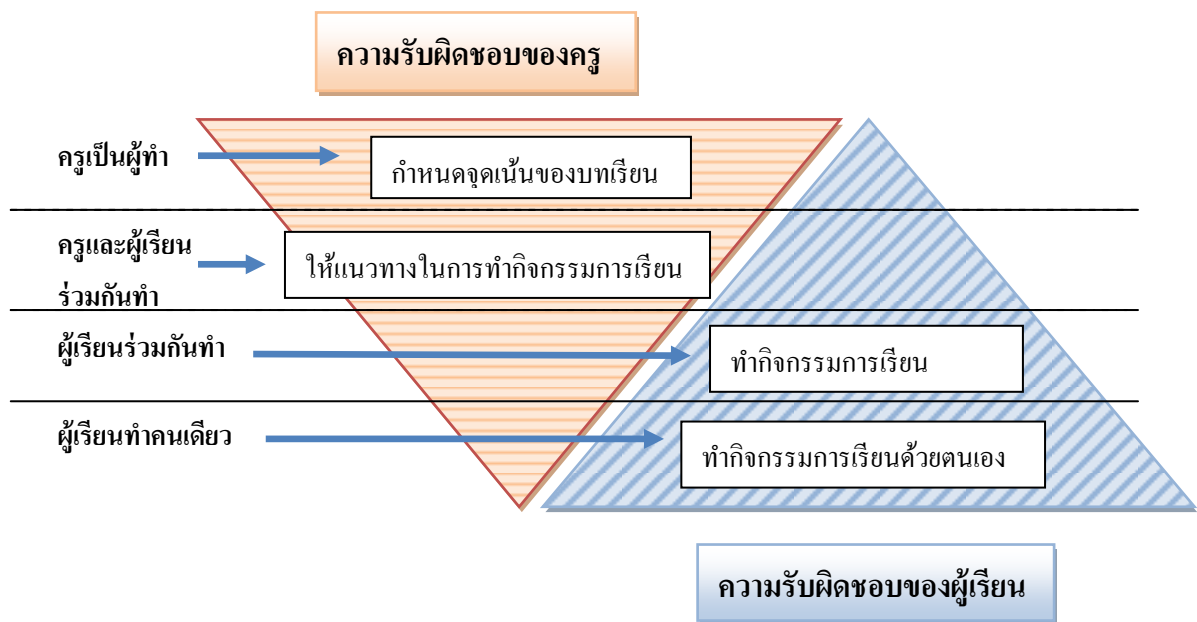 ความรับผิดชอบของครู
ครูเป็นผู้ทำ
กำหนดจุดเน้นของบทเรียน
ครูและผู้เรียน
ร่วมกันทำ
ให้แนวทางในการทำกิจกรรมการเรียน
ผู้เรียนร่วมกันทำ
ทำกิจกรรมการเรียน
ผู้เรียนทำคนเดียว
ทำกิจกรรมการเรียนด้วยตนเอง
ความรับผิดชอบของผู้เรียน